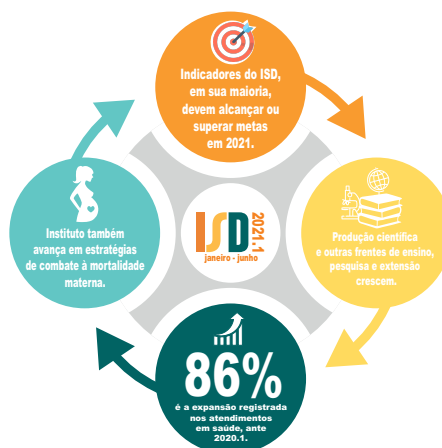 Indicadores do ISD,
em sua maioria,
devem alcançar ou
superar metas
em 2021.
Produção científica
e outras frentes de ensino,
pesquisa e extensão
crescem.
86%
é a expansão registrada
nos atendimentos
em saúde, ante
2020.1.
Instituto também
avança em estratégias
de combate à mortalidade
materna.
ISD
2021.1
janeiro - junho